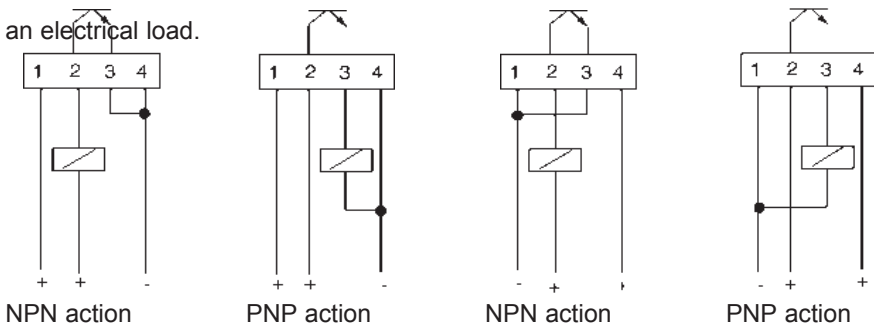 an electrical load.
1 2 3 4
1 2 3 4
1 2 3 4
1 2 3 4
+ + -
+ + -
- +
- + +
NPN action
PNP action
NPN action
PNP action